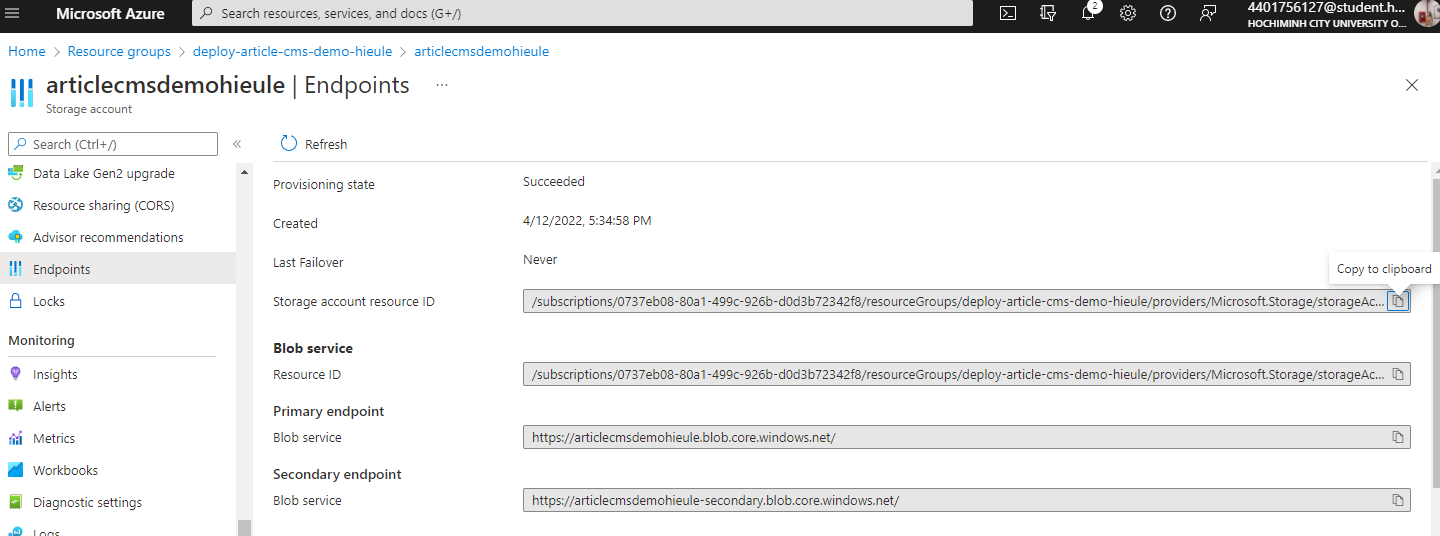 Microsoft Azure
Search resources, services, and docs (G+/)
2
4401756127@student.h...
HOCHIMINH CITY UNIVERSITY O...
Home > Resource groups > deploy-article-cms-demo-hieule > articlecmsdemohieule
articlecmsdemohieule | Endpoints ...
Storage account
Search (Ctrl+/)
«
Data Lake Gen2 upgrade
Resource sharing (CORS)
Advisor recommendations
Endpoints
Locks
Monitoring
Insights
Alerts
Metrics
Workbooks
Diagnostic settings
Logs
Refresh
Provisioning state Succeeded
Created 4/12/2022, 5:34:58 PM
Last Failover Never
Copy to clipboard
Storage account resource ID /subscriptions/0737eb08-80a1-499c-926b-d0d3b72342f8/resourceGroups/deploy-article-cms-demo-hieule/providers/Microsoft.Storage/storageAc...
Blob service
Resource ID /subscriptions/0737eb08-80a1-499c-926b-d0d3b72342f8/resourceGroups/deploy-article-cms-demo-hieule/providers/Microsoft.Storage/storageAc...
Primary endpoint
Blob service https://articlecmsdemohieule.blob.core.windows.net/
Secondary endpoint
Blob service https://articlecmsdemohieule-secondary.blob.core.windows.net/